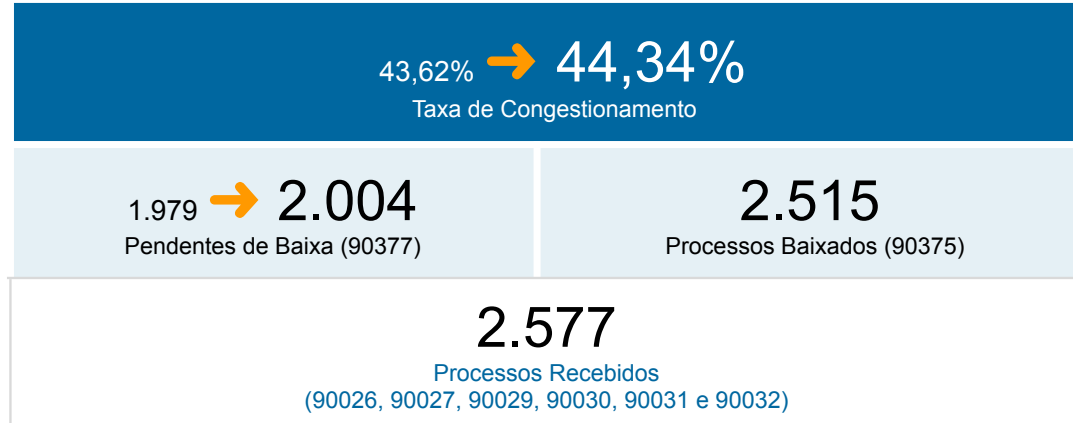 43,62% ➔ 44,34%
Taxa de Congestionamento
1.979 ➔ 2.004
Pendentes de Baixa (90377)
2.515
Processos Baixados (90375)
2.577
Processos Recebidos
(90026, 90027, 90029, 90030, 90031 e 90032)